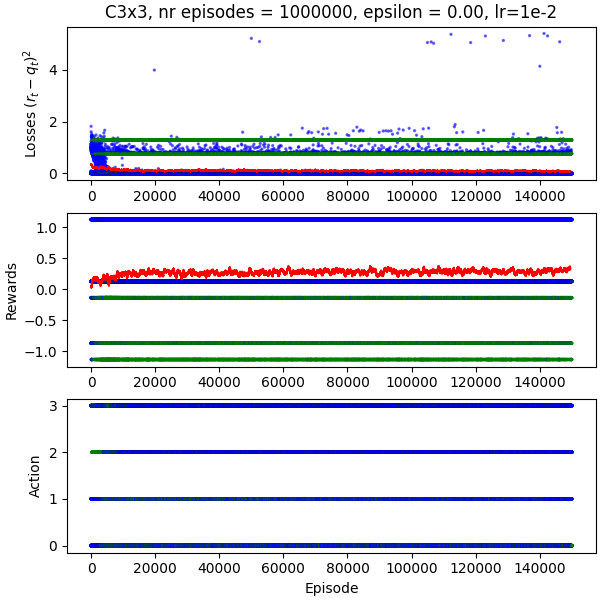 C3x3, nr episodes = 1000000, epsilon = 0.00, lr=1e-2
Losses $(r_t - q_t)^2$
4
2
0
0 20000 40000 60000 80000 100000 120000 140000
Rewards
1.0
0.5
0.0
−0.5
−1.0
0 20000 40000 60000 80000 100000 120000 140000
Action
3
2
1
0
0 20000 40000 60000 80000 100000 120000 140000
Episode